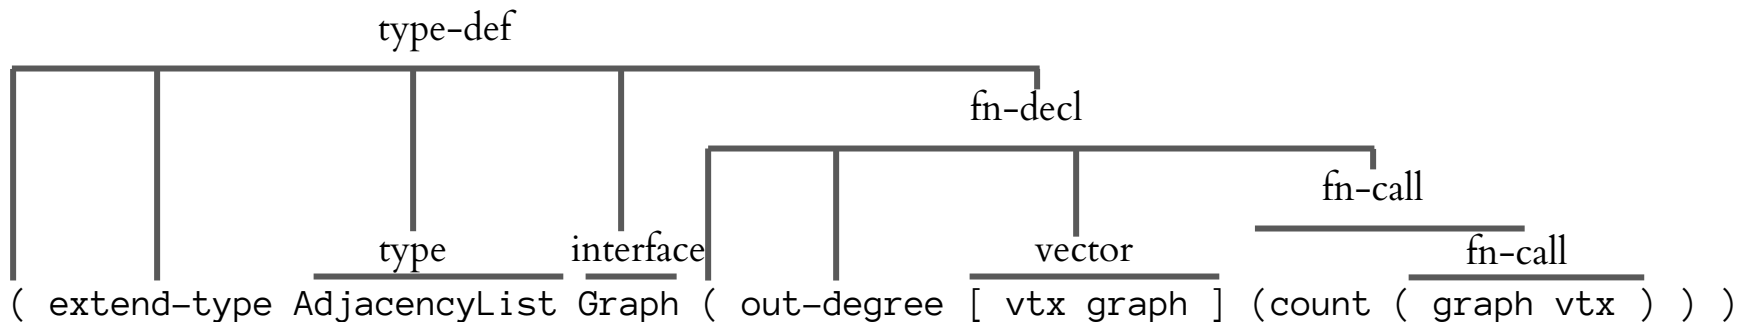 type-def
fn-decl
fn-call
type interface vector fn-call
( extend-type AdjacencyList Graph ( out-degree [ vtx graph ] (count ( graph vtx ) ) )